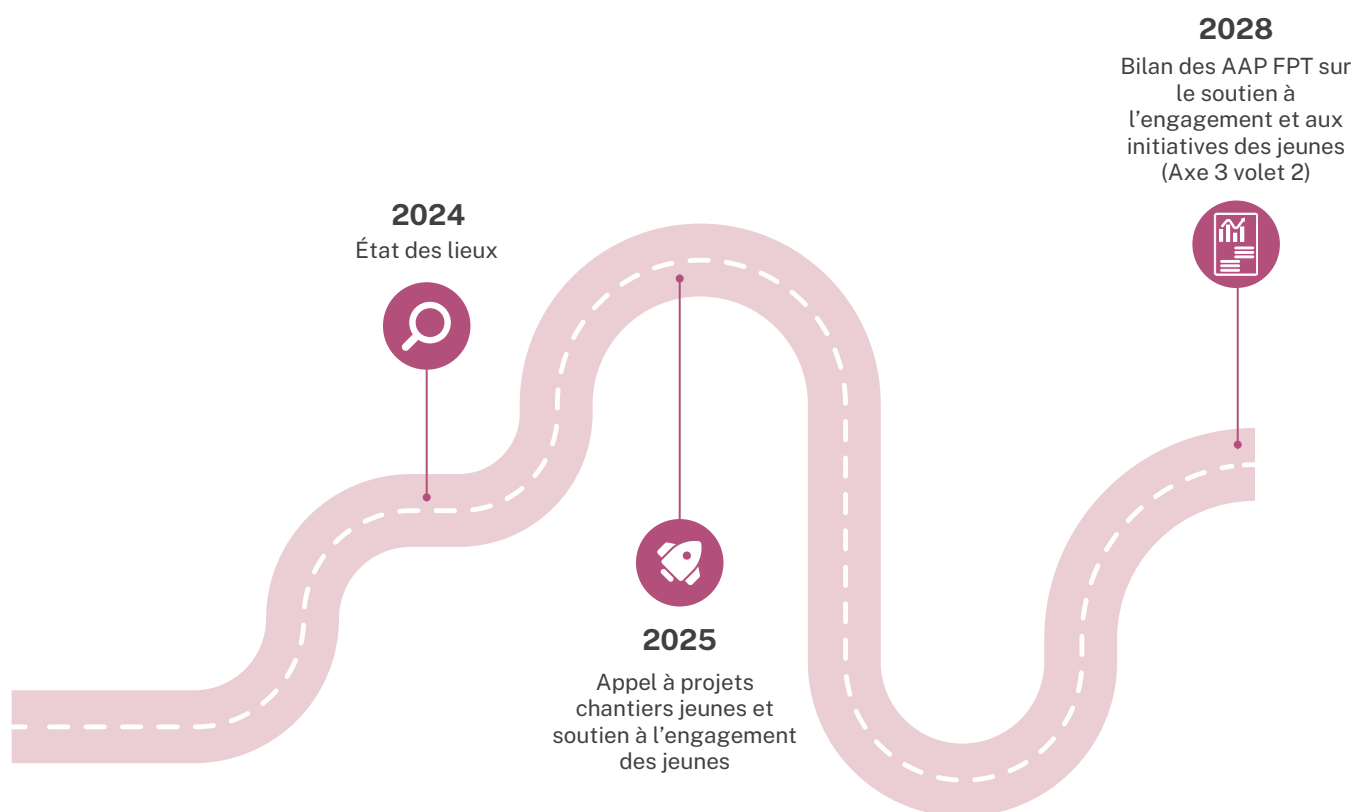 2024
État des lieux
2025
Appel à projets
chantiers jeunes et
soutien à l’engagement
des jeunes
2028
Bilan des AAP FPT sur
le soutien à
l’engagement et aux
initiatives des jeunes
(Axe 3 volet 2)